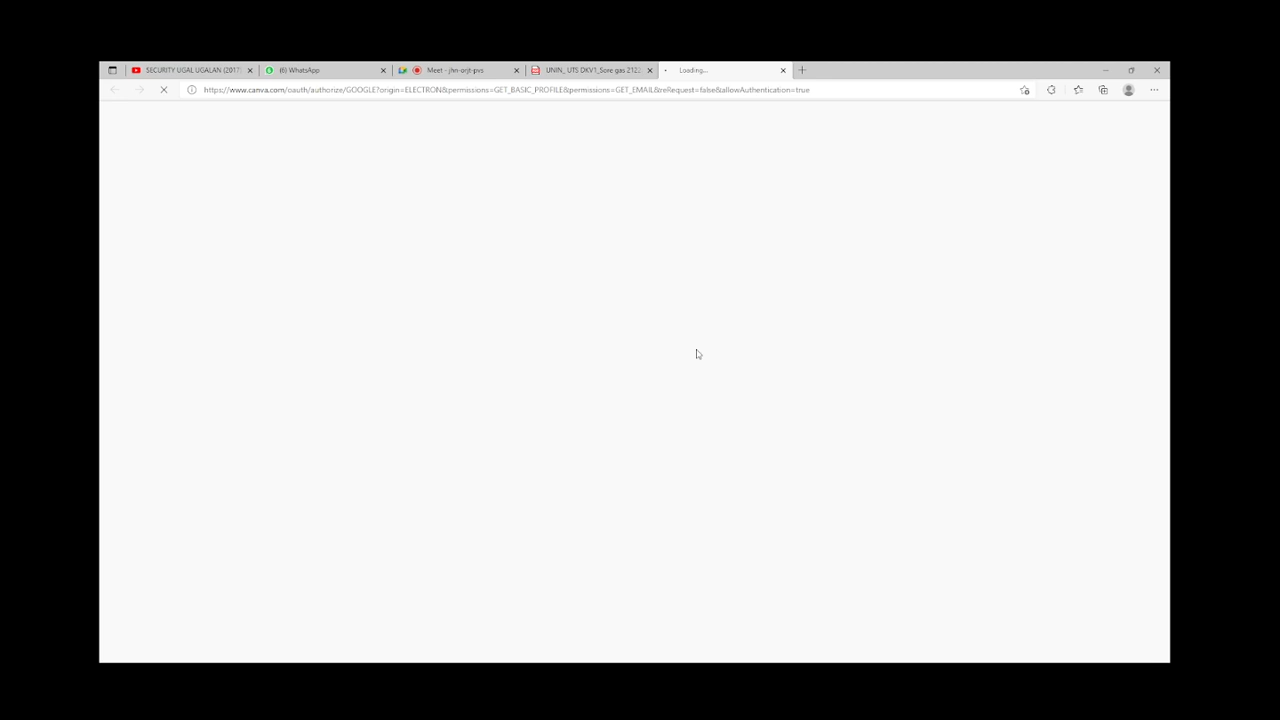 SECURITY UGAL UGALAN (2017)
(6) WhatsApp
Meet - jhn-arjt-pvs
UNIN_ UTS DKV1_Sore gas 2122
Loading...
https://www.canva.com/oauth/authorize/GOOGLE?origin=ELECTRON&permissions=GET_BASIC_PROFILE&permissions=GET_EMAIL&reRequest=false&allowAuthentication=true